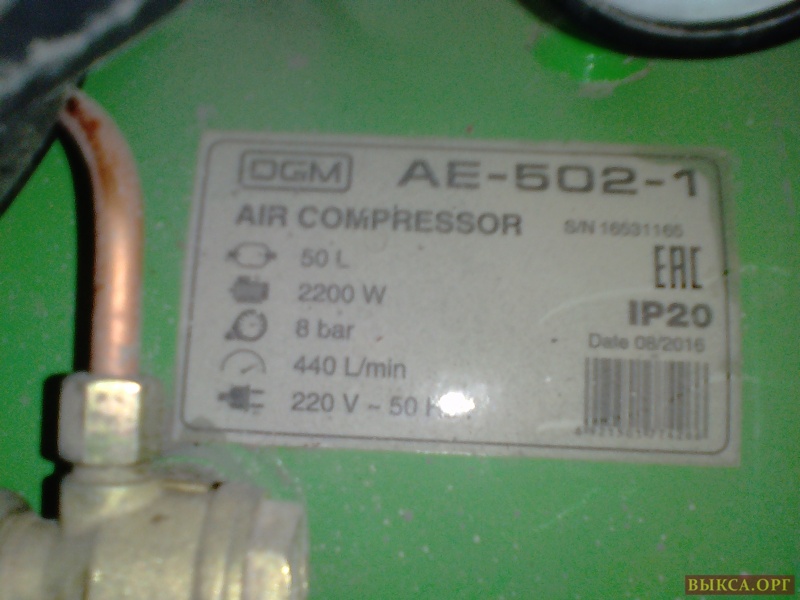 DGM AE-502-1
AIR COMPRESSOR S/N 16531165
50 L
EAC
2200 W
IP20
8 bar
Date 08/2016
440 L/min
220 V ~ 50
ВЫКСА.ОРГ